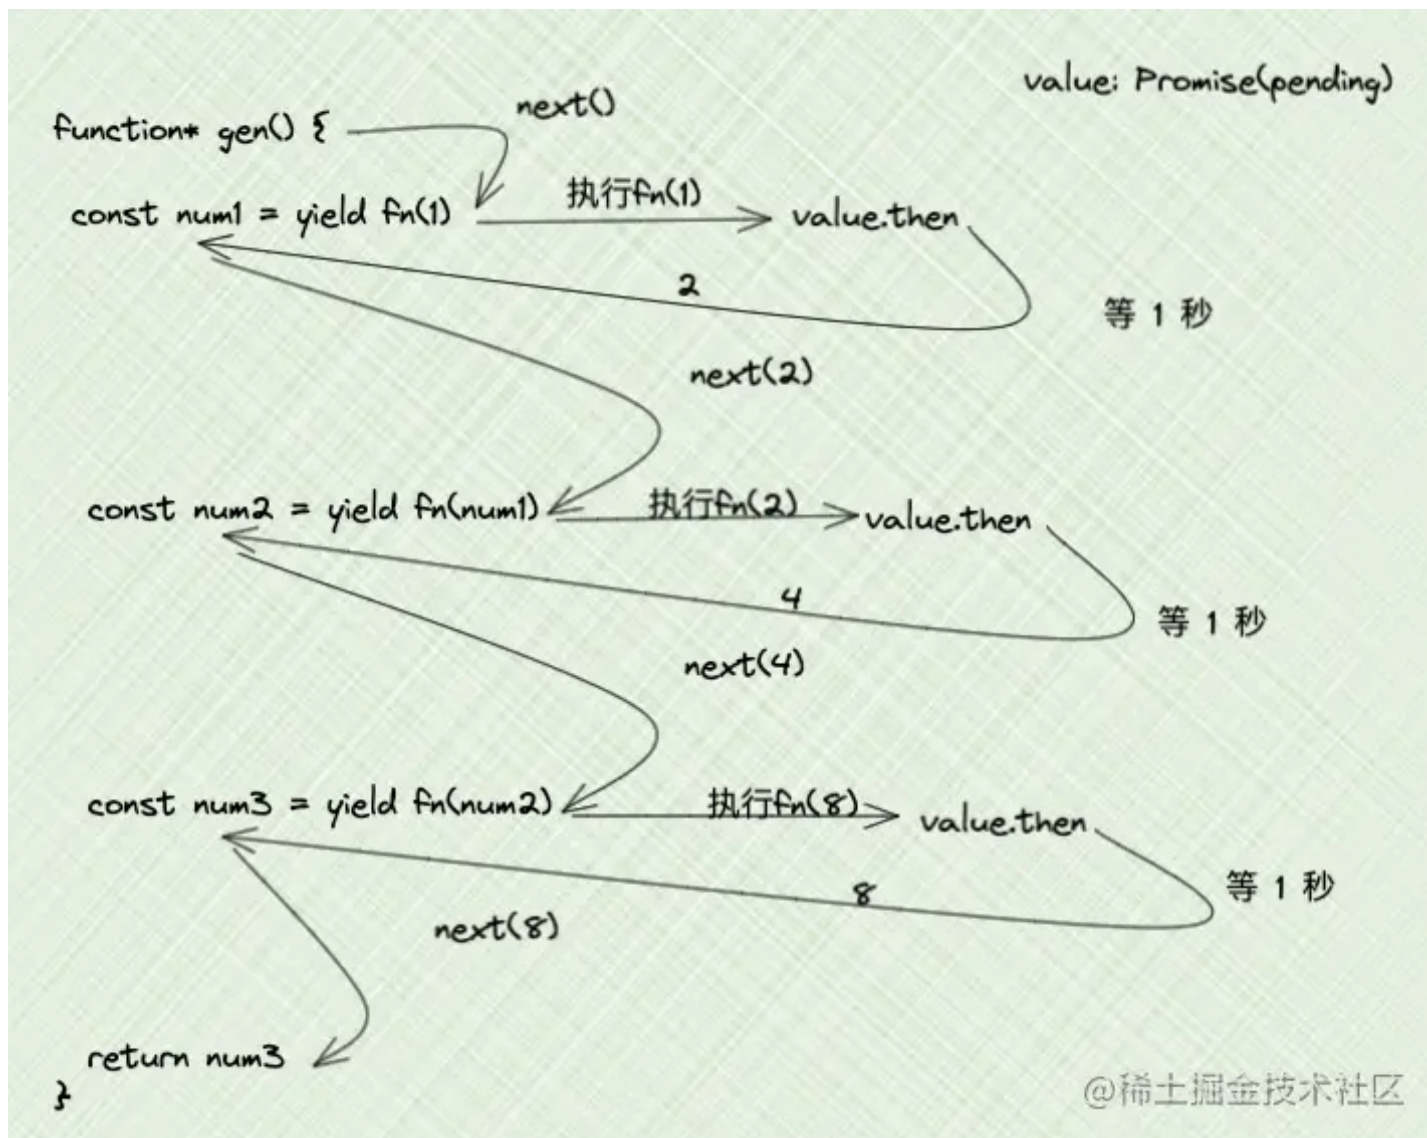 value: Promise(pending)
next()
function* gen() {
执行fn(1)
const num1 = yield fn(1)
value.then
2
等 1 秒
next(2)
执行fn(2)
const num2 = yield fn(num1)
value.then
4
等 1 秒
next(4)
执行fn(8)
const num3 = yield fn(num2)
value.then
8
等 1 秒
next(8)
return num3
}
@稀土掘金技术社区